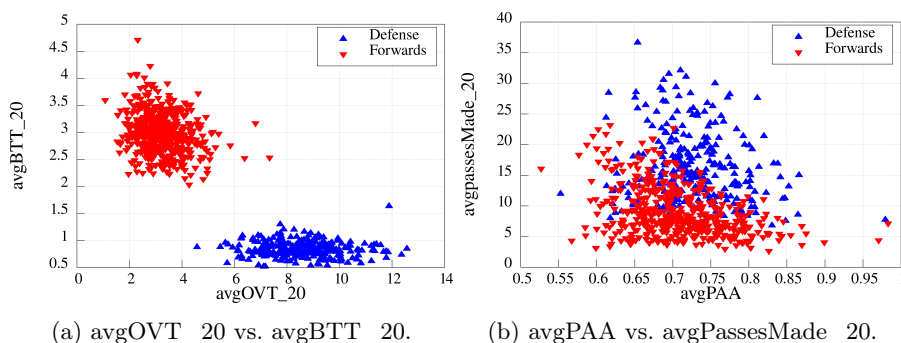 5
4.5
4
3.5
3
2.5
2
1.5
1
0.5
0 2 4 6 8 10 12 14
avgBTT_20
avgOVT_20
Defense
Forwards
(a) avgOVT 20 vs. avgBTT 20.
40
35
30
25
20
15
10
5
0
0.5 0.55 0.6 0.65 0.7 0.75 0.8 0.85 0.9 0.95
avgpassesMade_20
avgPAA
Defense
Forwards
(b) avgPAA vs. avgPassesMade 20.